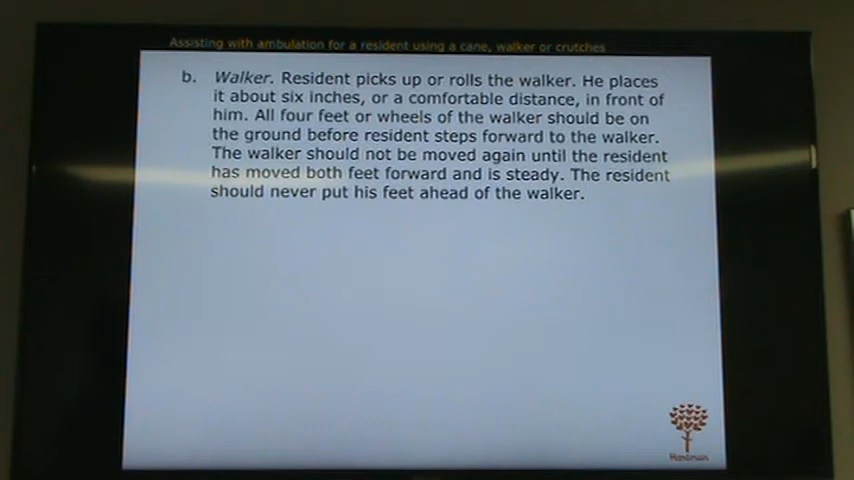 Assisting with ambulation for a resident using a cane, walker or crutches
b. Walker. Resident picks up or rolls the walker. He places
it about six inches, or a comfortable distance, in front of
him. All four feet or wheels of the walker should be on
the ground before resident steps forward to the walker.
The walker should not be moved again until the resident
has moved both feet forward and is steady. The resident
should never put his feet ahead of the walker.
Hartman